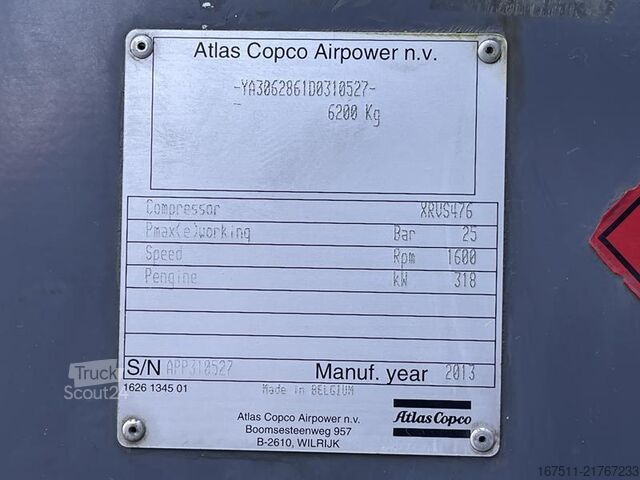 Atlas Copco Airpower n.v.
-YA3062861D0310527-
- 6200 Kg
Compressor XRVS476
Pmax(e)working Bar 25
Speed Rpm 1600
Pengine kW 318
S/N APP310527 Manuf. year 2013
1626 1345 01 Made in BELGIUM
Atlas Copco Airpower n.v.
Boomsesteenweg 957
B-2610, WILRIJK
Atlas Copco
Truck
Scout24
167511-21767233